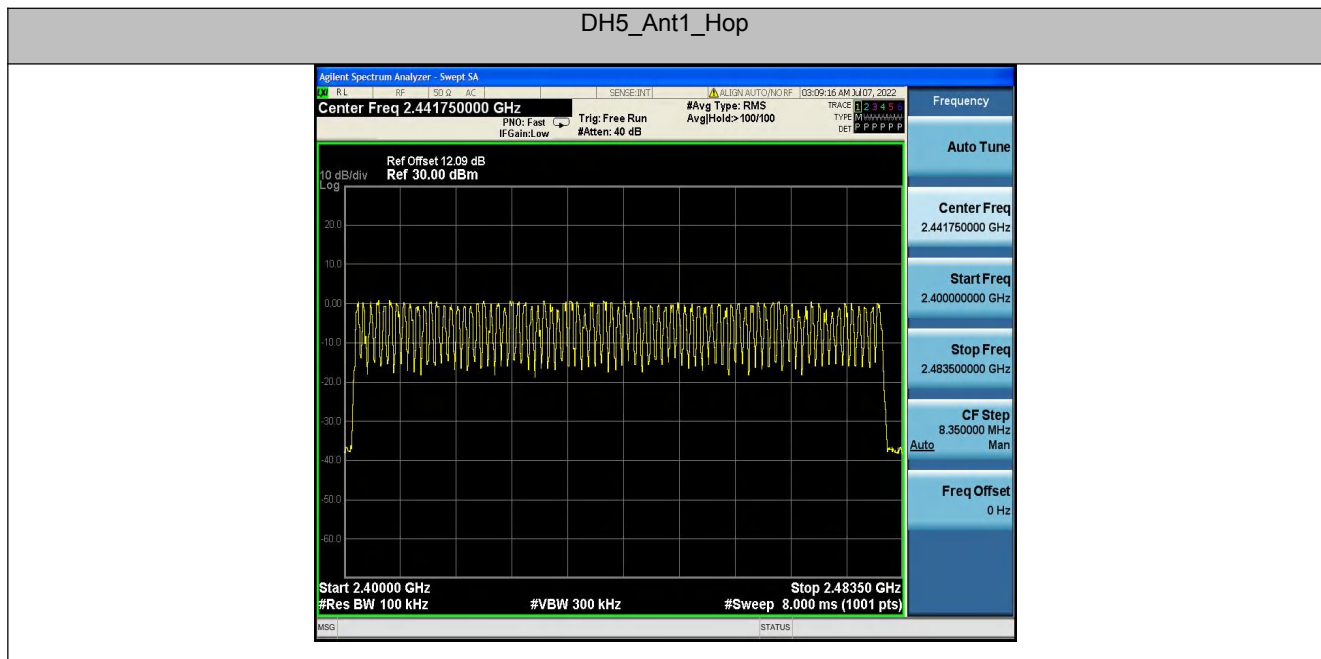 DH5_Ant1_Hop
Agilent Spectrum Analyzer - Swept SA
LXI RL RF 50 Ω AC SENSE:INT ALIGN AUTO/NO RF 03:09:16 AM Jul 07, 2022
Center Freq 2.441750000 GHz
PNO: Fast
IFGain:Low
Trig: Free Run
#Atten: 40 dB
#Avg Type: RMS
Avg|Hold:>100/100
TRACE 1 2 3 4 5 6
TYPE M
DET P P P P P P
Ref Offset 12.09 dB
10 dB/div Ref 30.00 dBm
Log
20.0
10.0
0.00
-10.0
-20.0
-30.0
-40.0
-50.0
-60.0
Start 2.40000 GHz Stop 2.48350 GHz
#Res BW 100 kHz #VBW 300 kHz #Sweep 8.000 ms (1001 pts)
MSG STATUS
Frequency
Auto Tune
Center Freq
2.441750000 GHz
Start Freq
2.400000000 GHz
Stop Freq
2.483500000 GHz
CF Step
8.350000 MHz
Auto Man
Freq Offset
0 Hz